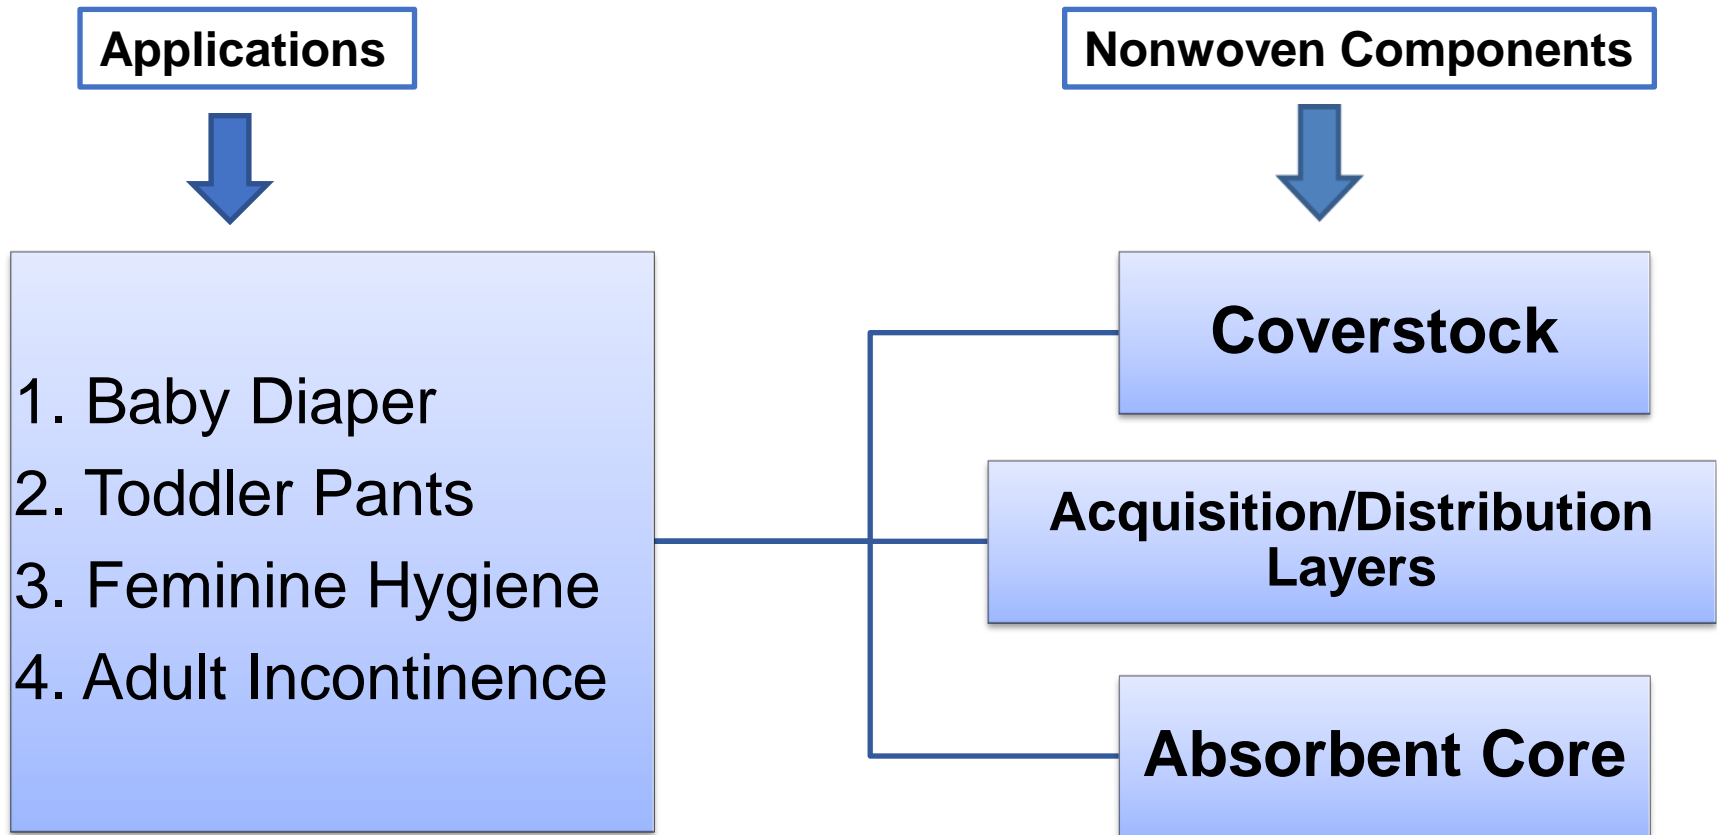 Applications
Nonwoven Components
1. Baby Diaper
2. Toddler Pants
3. Feminine Hygiene
4. Adult Incontinence
Coverstock
Acquisition/Distribution
Layers
Absorbent Core